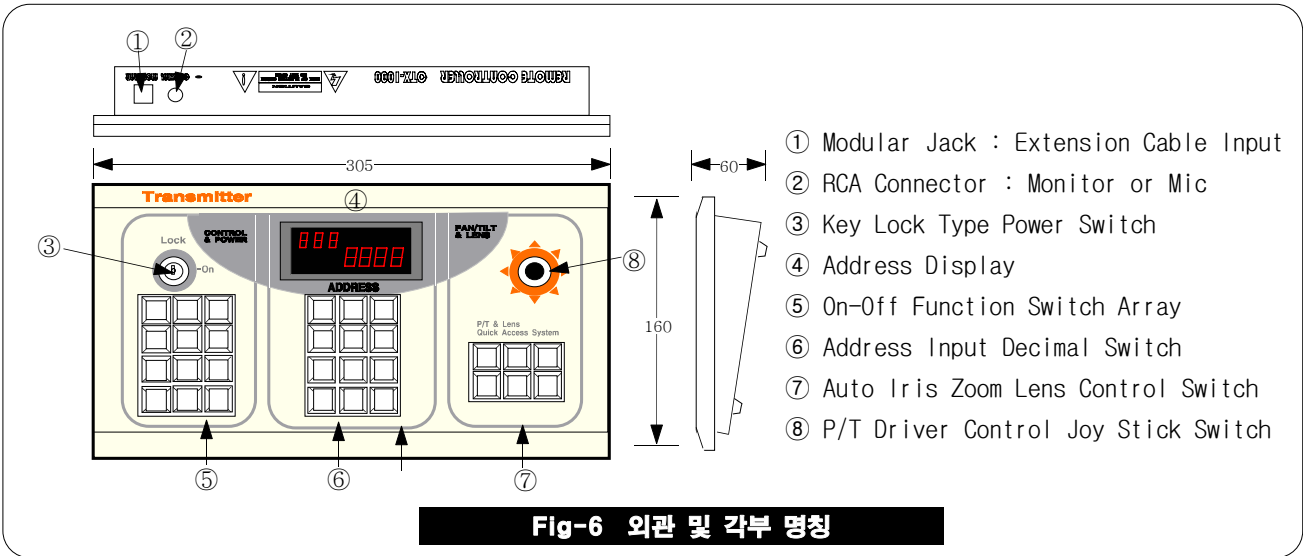 ① ②
REMOTE CONTROLLER OTX-1030
305
60
160
Transmitter
④
③
Lock
On
CONTROL
& POWER
PAN/TILT
& LENS
ADDRESS
⑧
P/T & Lens
Quick Access System
⑤ ⑥ ⑦
① Modular Jack : Extension Cable Input
② RCA Connector : Monitor or Mic
③ Key Lock Type Power Switch
④ Address Display
⑤ On-Off Function Switch Array
⑥ Address Input Decimal Switch
⑦ Auto Iris Zoom Lens Control Switch
⑧ P/T Driver Control Joy Stick Switch
Fig-6 외관 및 각부 명칭